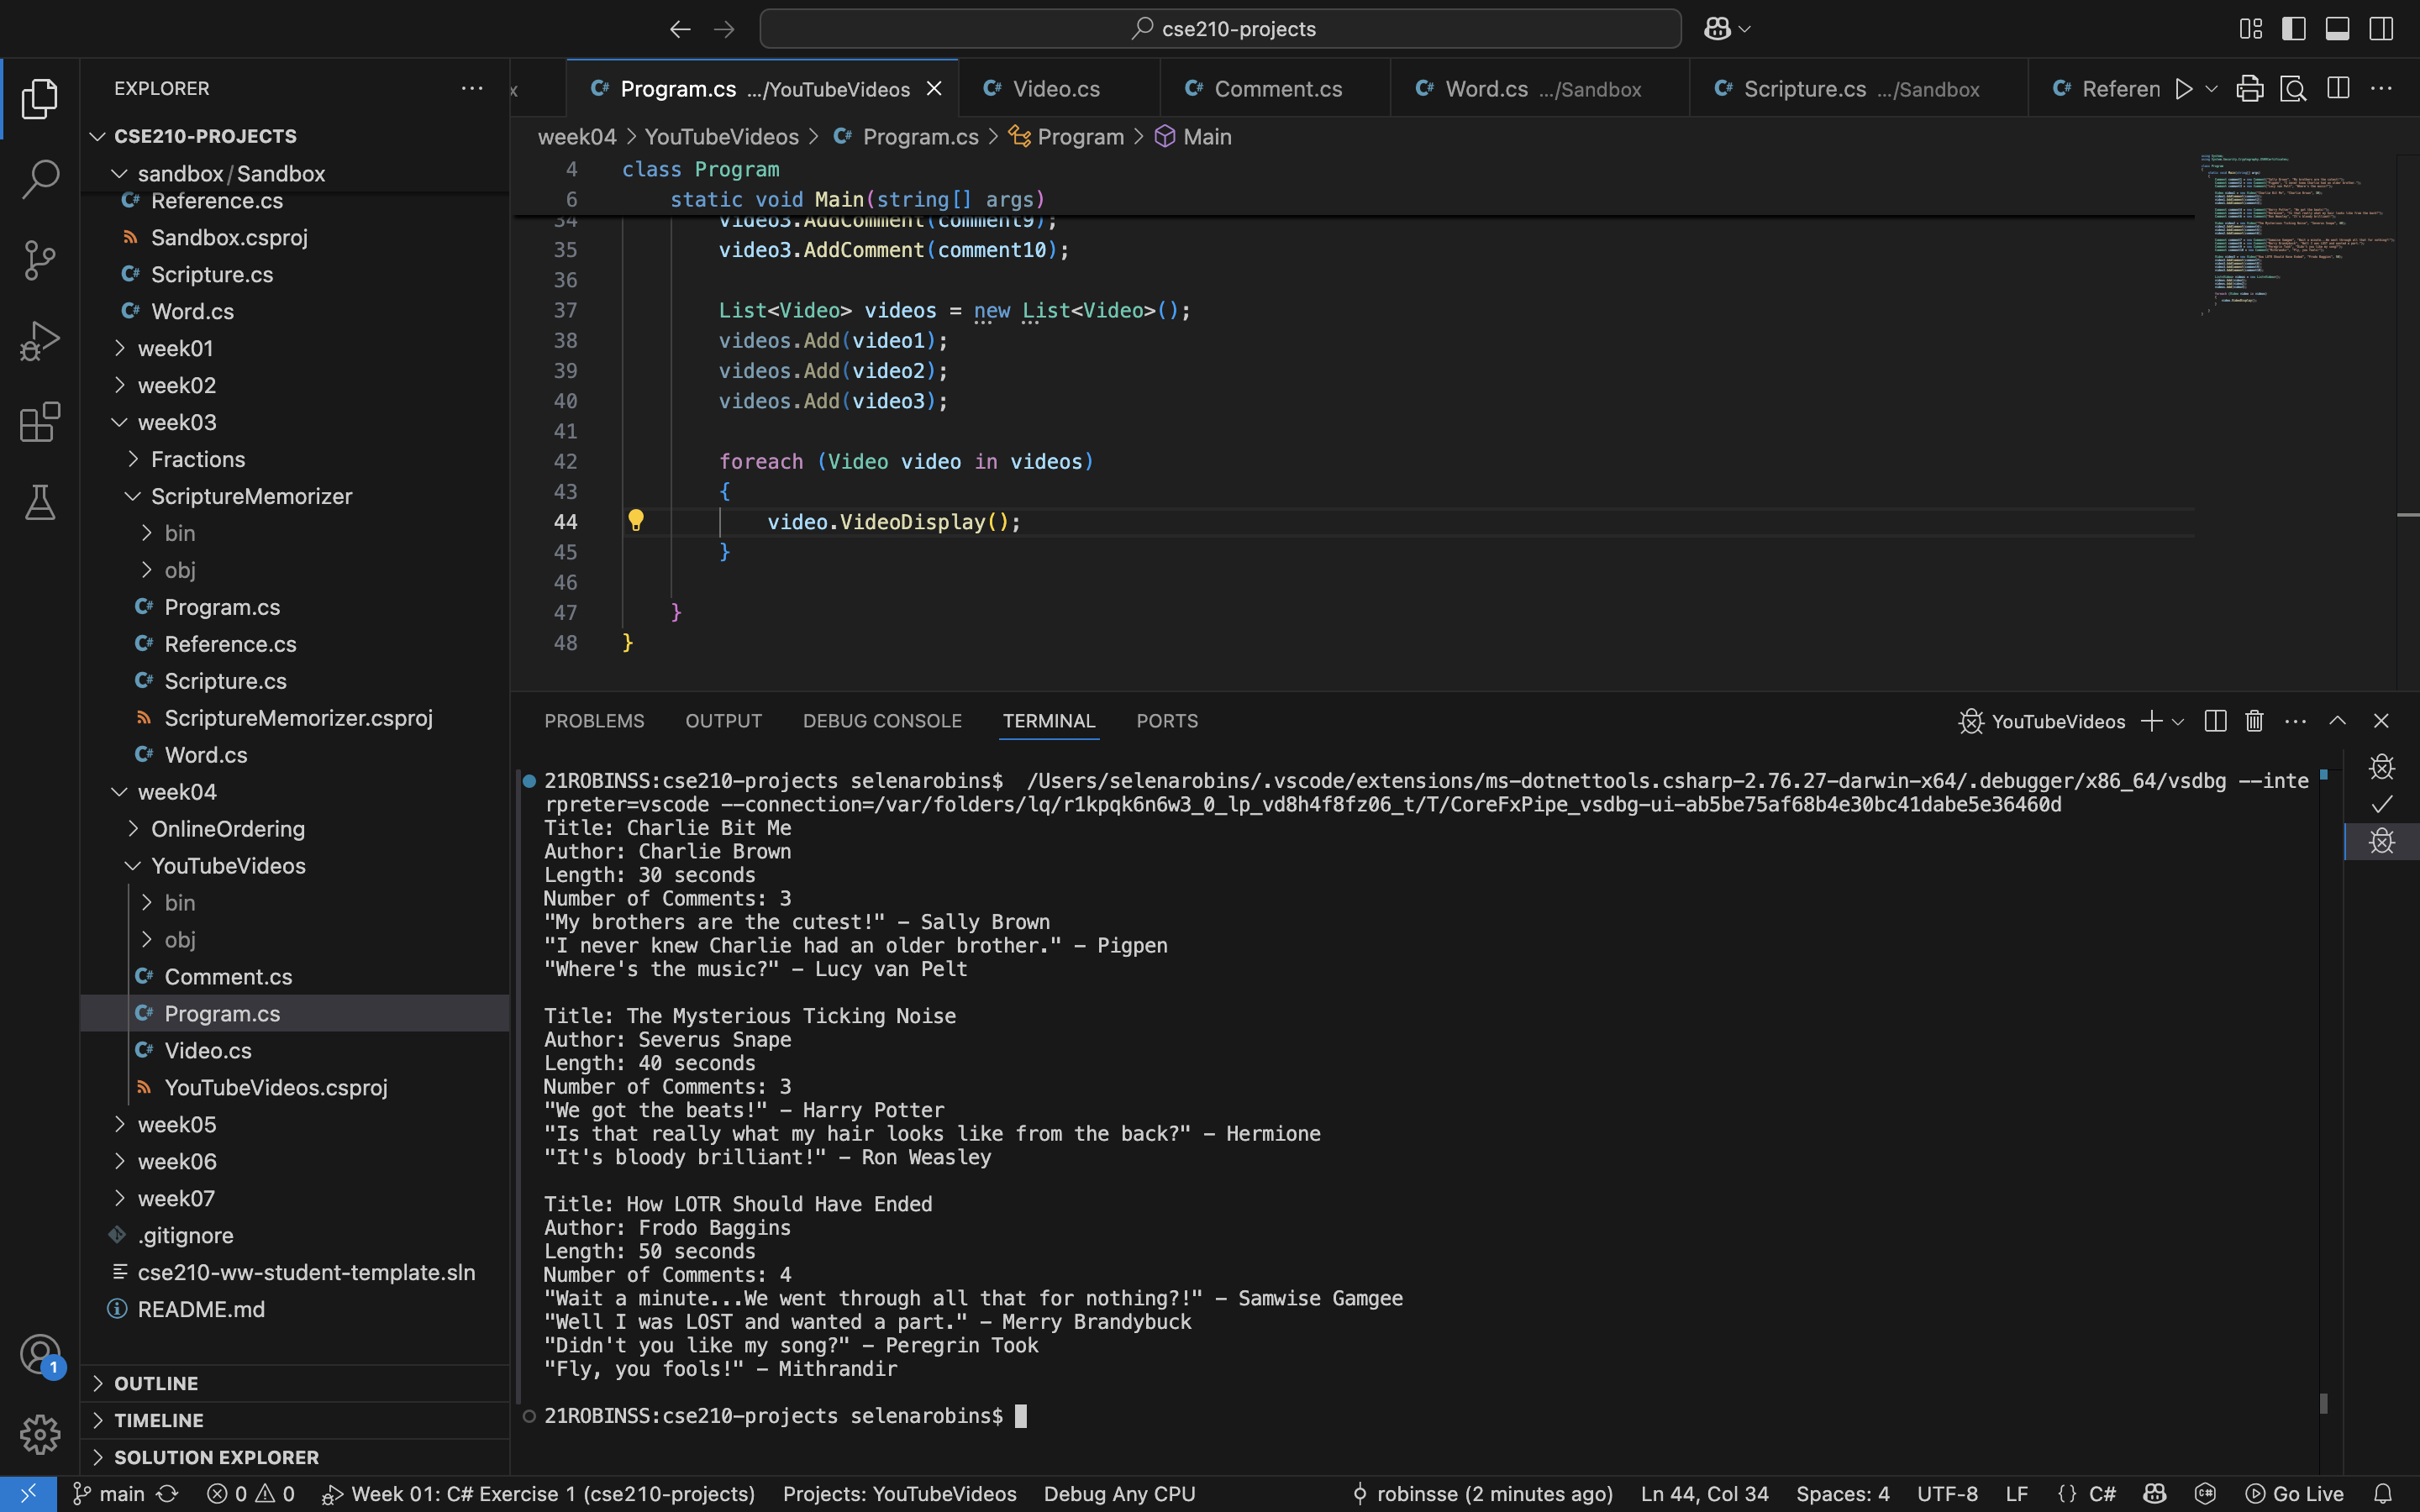 cse210-projects
EXPLORER
CSE210-PROJECTS
sandbox / Sandbox
Reference.cs
Sandbox.csproj
Scripture.cs
Word.cs
week01
week02
week03
Fractions
ScriptureMemorizer
bin
obj
Program.cs
Reference.cs
Scripture.cs
ScriptureMemorizer.csproj
Word.cs
week04
OnlineOrdering
YouTubeVideos
bin
obj
Comment.cs
Program.cs
Video.cs
YouTubeVideos.csproj
week05
week06
week07
.gitignore
cse210-ww-student-template.sln
README.md
OUTLINE
TIMELINE
SOLUTION EXPLORER
1
Program.cs .../YouTubeVideos
Video.cs
Comment.cs
Word.cs .../Sandbox
Scripture.cs .../Sandbox
Referen
week04 > YouTubeVideos > Program.cs > Program > Main
4 class Program
6 static void Main(string[] args)
34 video3.AddComment(comment9);
35 video3.AddComment(comment10);
36
37 List<Video> videos = new List<Video>();
38 videos.Add(video1);
39 videos.Add(video2);
40 videos.Add(video3);
41
42 foreach (Video video in videos)
43 {
44 video.VideoDisplay();
45 }
46
47 }
48 }
PROBLEMS OUTPUT DEBUG CONSOLE TERMINAL PORTS
YouTubeVideos
21ROBINSS:cse210-projects selenarobins$ /Users/selenarobins/.vscode/extensions/ms-dotnettools.csharp-2.76.27-darwin-x64/.debugger/x86_64/vsdbg --inte
rpreter=vscode --connection=/var/folders/lq/r1kpqk6n6w3_0_lp_vd8h4f8fz06_t/T/CoreFxPipe_vsdbg-ui-ab5be75af68b4e30bc41dabe5e36460d
Title: Charlie Bit Me
Author: Charlie Brown
Length: 30 seconds
Number of Comments: 3
"My brothers are the cutest!" - Sally Brown
"I never knew Charlie had an older brother." - Pigpen
"Where's the music?" - Lucy van Pelt
Title: The Mysterious Ticking Noise
Author: Severus Snape
Length: 40 seconds
Number of Comments: 3
"We got the beats!" - Harry Potter
"Is that really what my hair looks like from the back?" - Hermione
"It's bloody brilliant!" - Ron Weasley
Title: How LOTR Should Have Ended
Author: Frodo Baggins
Length: 50 seconds
Number of Comments: 4
"Wait a minute...We went through all that for nothing?!" - Samwise Gamgee
"Well I was LOST and wanted a part." - Merry Brandybuck
"Didn't you like my song?" - Peregrin Took
"Fly, you fools!" - Mithrandir
21ROBINSS:cse210-projects selenarobins$
main 0 0 Week 01: C# Exercise 1 (cse210-projects) Projects: YouTubeVideos Debug Any CPU robinsse (2 minutes ago) Ln 44, Col 34 Spaces: 4 UTF-8 LF {} C# Go Live